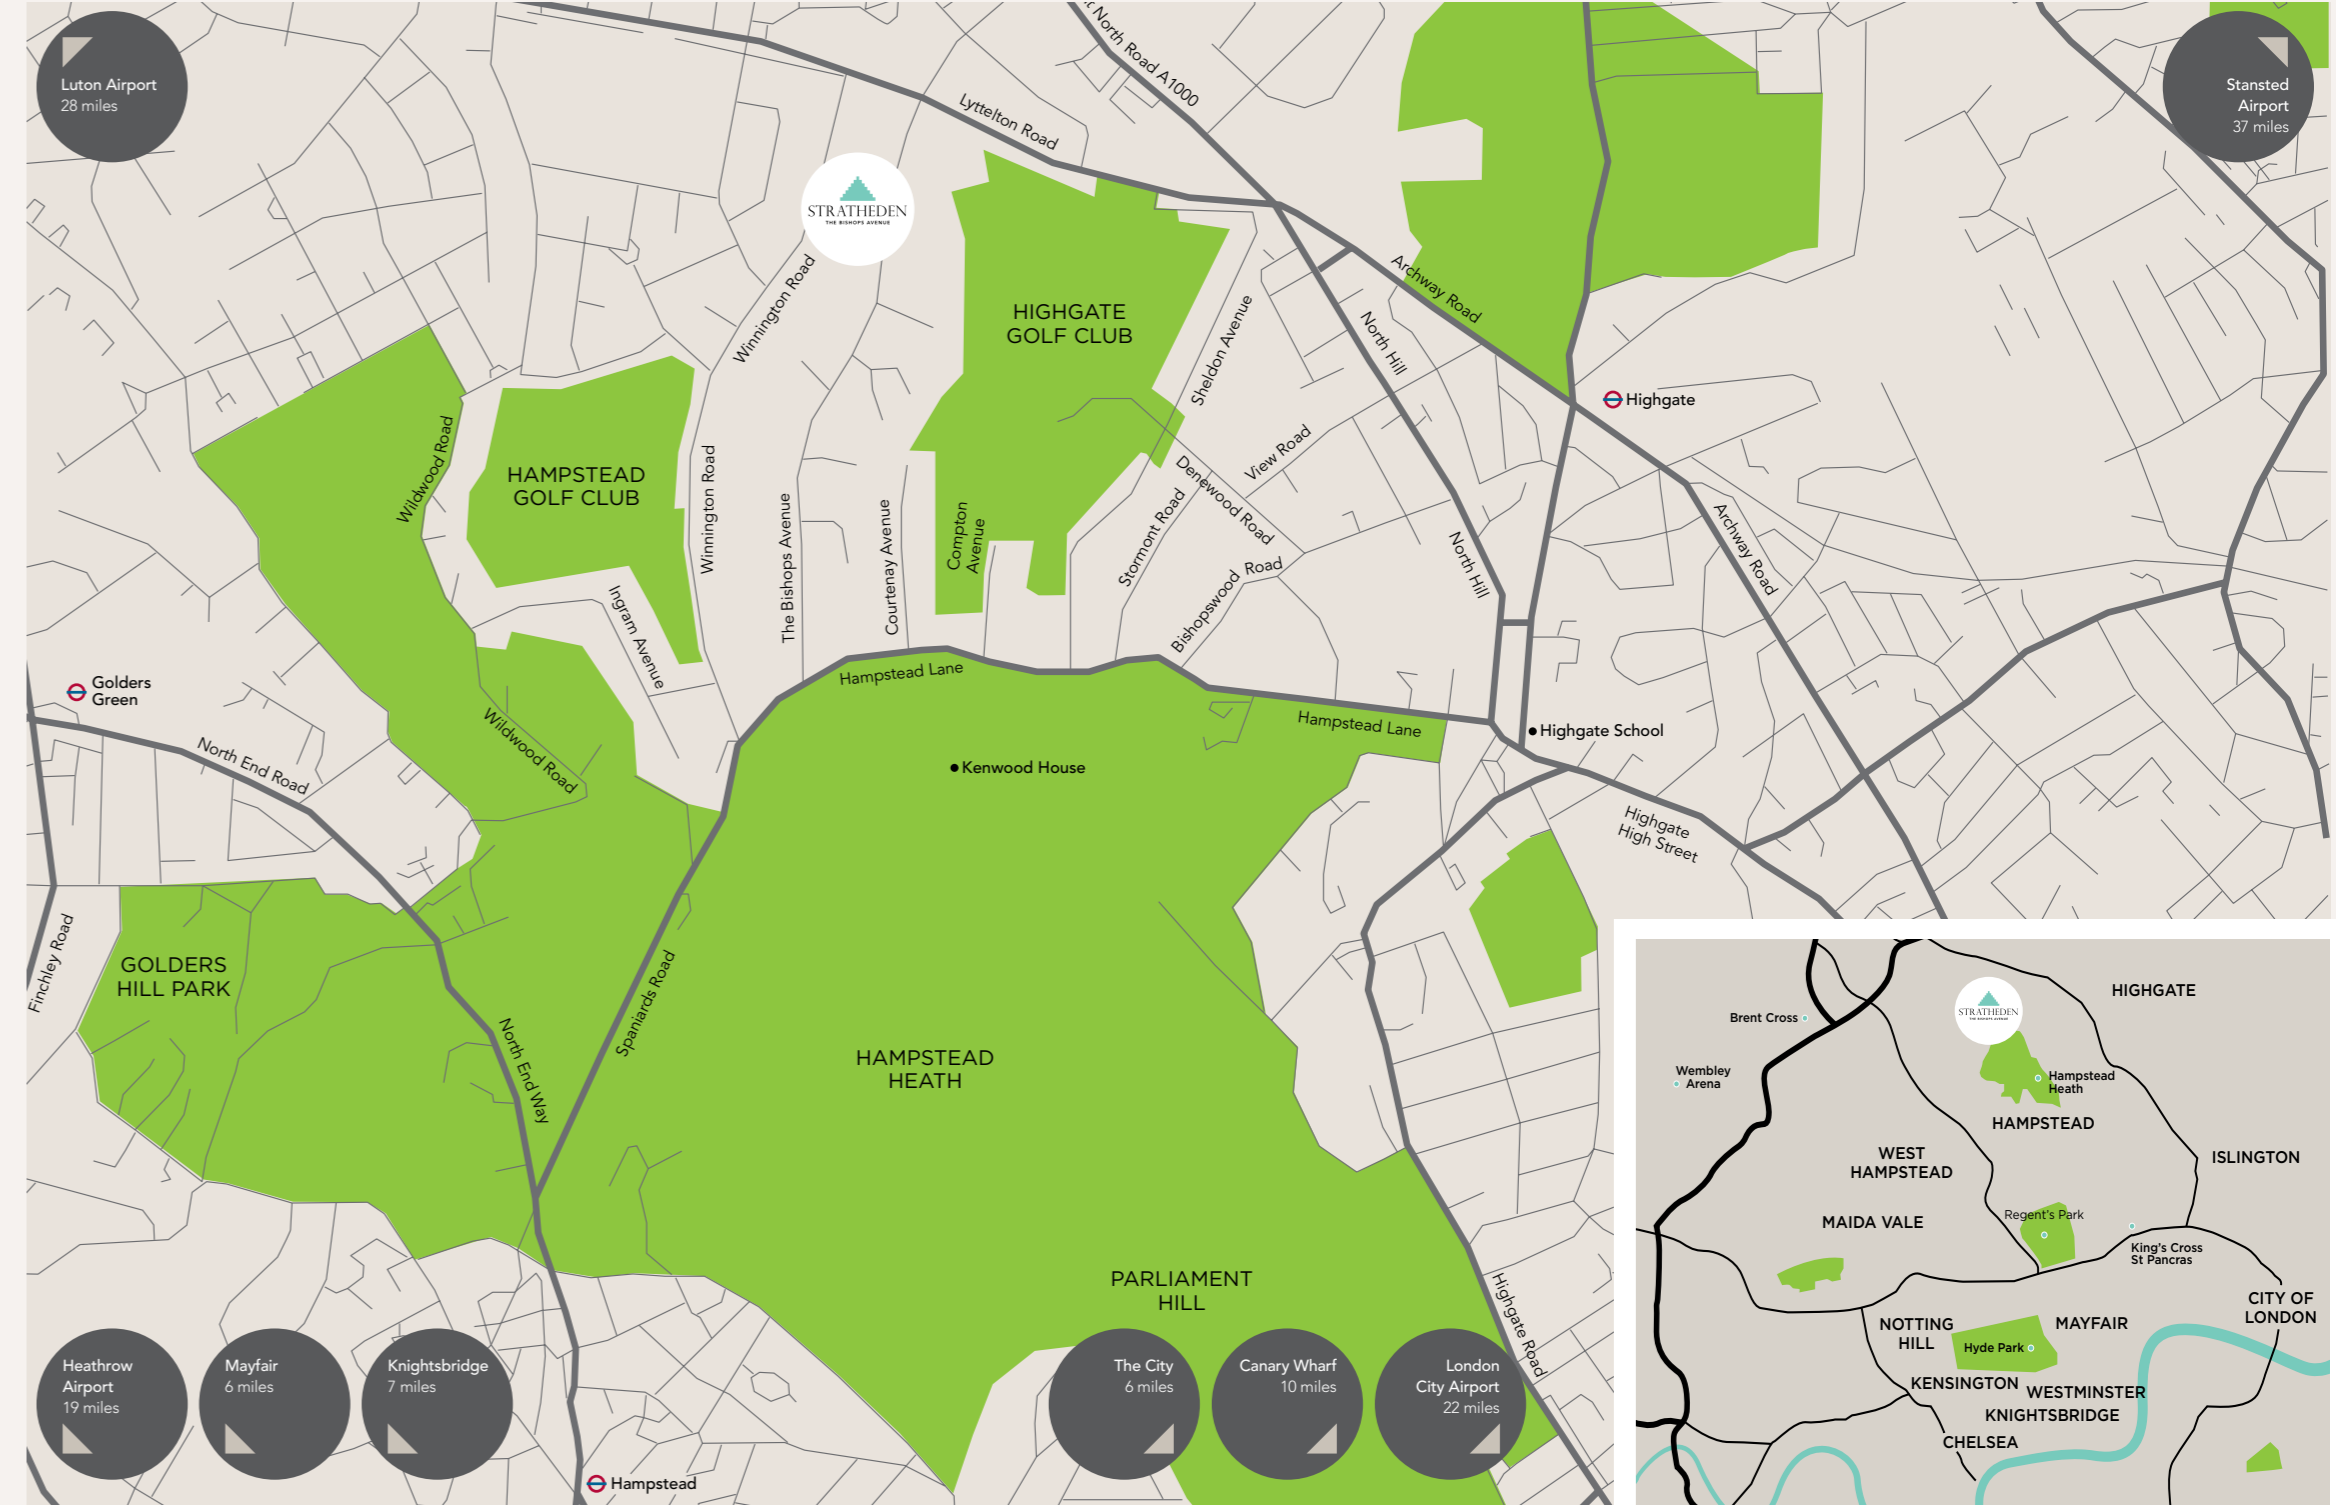 Luton Airport
28 miles
t North Road A1000
Stansted
Airport
37 miles
Lyttelton Road
STRATHEDEN
THE BISHOPS AVENUE
Winnington Road
HIGHGATE
GOLF CLUB
Sheldon Avenue
Archway Road
North Hill
Highgate
Wildwood Road
HAMPSTEAD
GOLF CLUB
Winnington Road
The Bishops Avenue
Courtenay Avenue
Compton
Avenue
View Road
Denewood Road
Stormont Road
Bishopswood Road
North Hill
Archway Road
Ingram Avenue
Golders
Green
Hampstead Lane
Hampstead Lane
Highgate School
Wildwood Road
North End Road
Kenwood House
Highgate
High Street
Finchley Road
GOLDERS
HILL PARK
Spaniards Road
North End Way
HAMPSTEAD
HEATH
PARLIAMENT
HILL
Highgate Road
Heathrow
Airport
19 miles
Mayfair
6 miles
Knightsbridge
7 miles
The City
6 miles
Canary Wharf
10 miles
London
City Airport
22 miles
Hampstead
STRATHEDEN
THE BISHOPS AVENUE
HIGHGATE
Brent Cross
Wembley
Arena
Hampstead
Heath
HAMPSTEAD
WEST
HAMPSTEAD
ISLINGTON
MAIDA VALE
Regent's Park
King's Cross
St Pancras
CITY OF
LONDON
NOTTING
HILL
MAYFAIR
Hyde Park
KENSINGTON
WESTMINSTER
KNIGHTSBRIDGE
CHELSEA